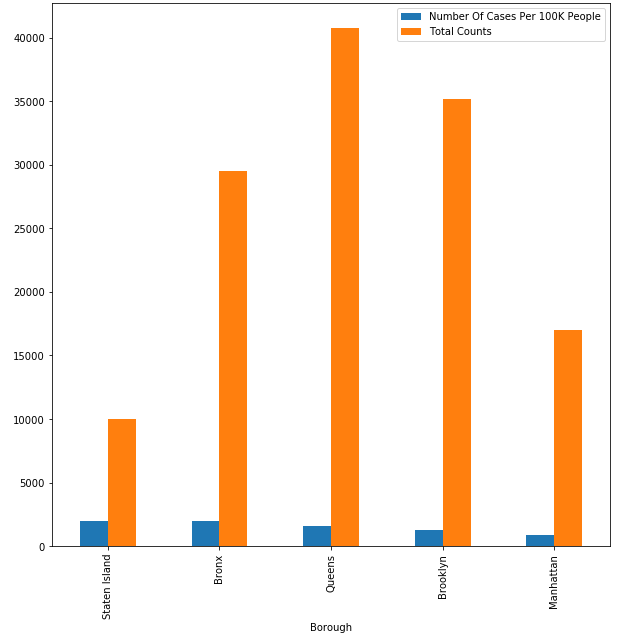 Number Of Cases Per 100K People
Total Counts
40000
35000
30000
25000
20000
15000
10000
5000
0
Staten Island
Bronx
Queens
Brooklyn
Manhattan
Borough